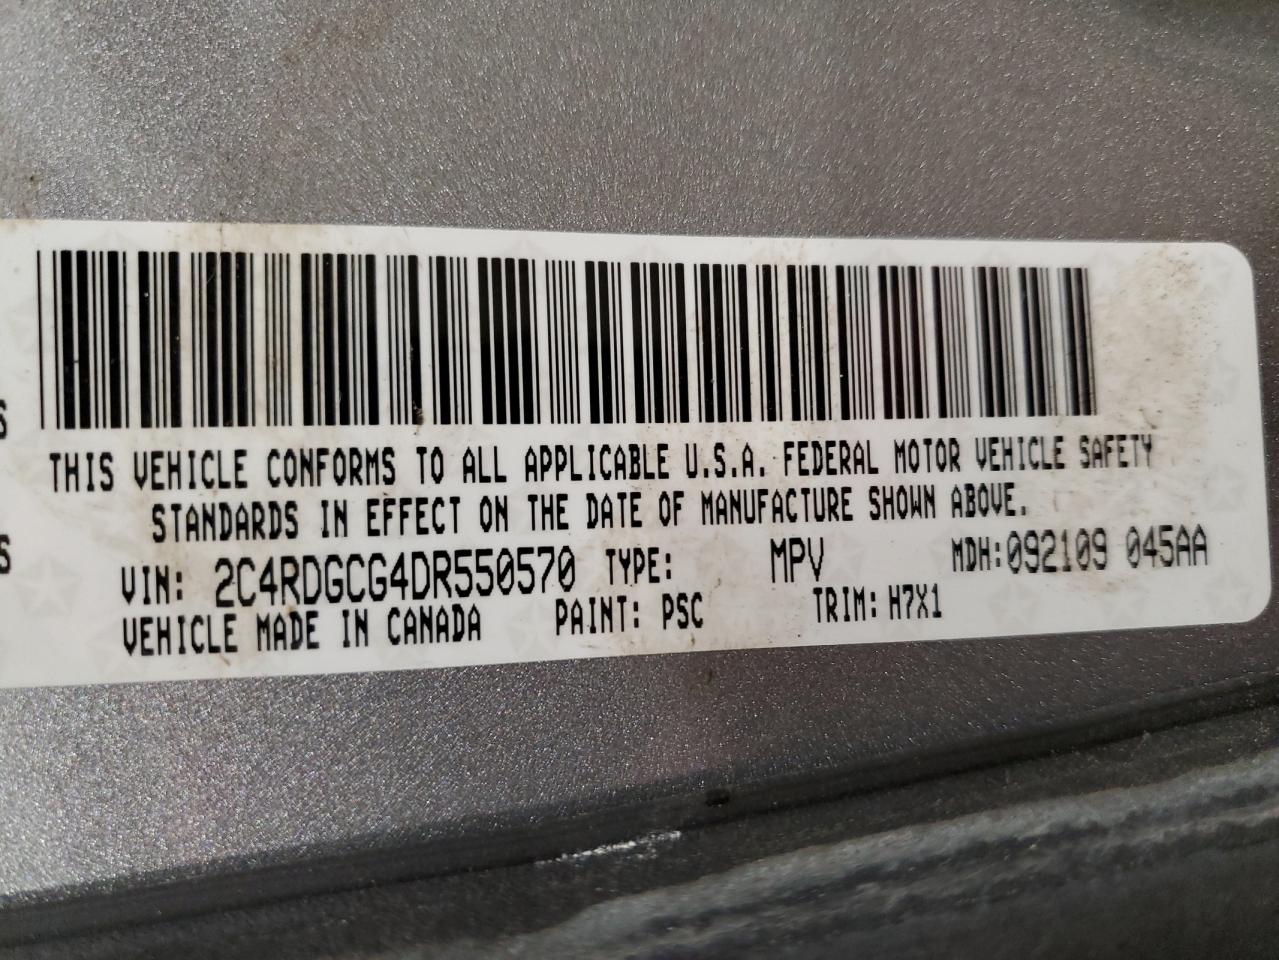 S
THIS VEHICLE CONFORMS TO ALL APPLICABLE U.S.A. FEDERAL MOTOR VEHICLE SAFETY
S STANDARDS IN EFFECT ON THE DATE OF MANUFACTURE SHOWN ABOVE.
VIN: 2C4RDGCG4DR550570 TYPE: MPV MDH:092109 045AA
VEHICLE MADE IN CANADA PAINT: PSC TRIM: H7X1